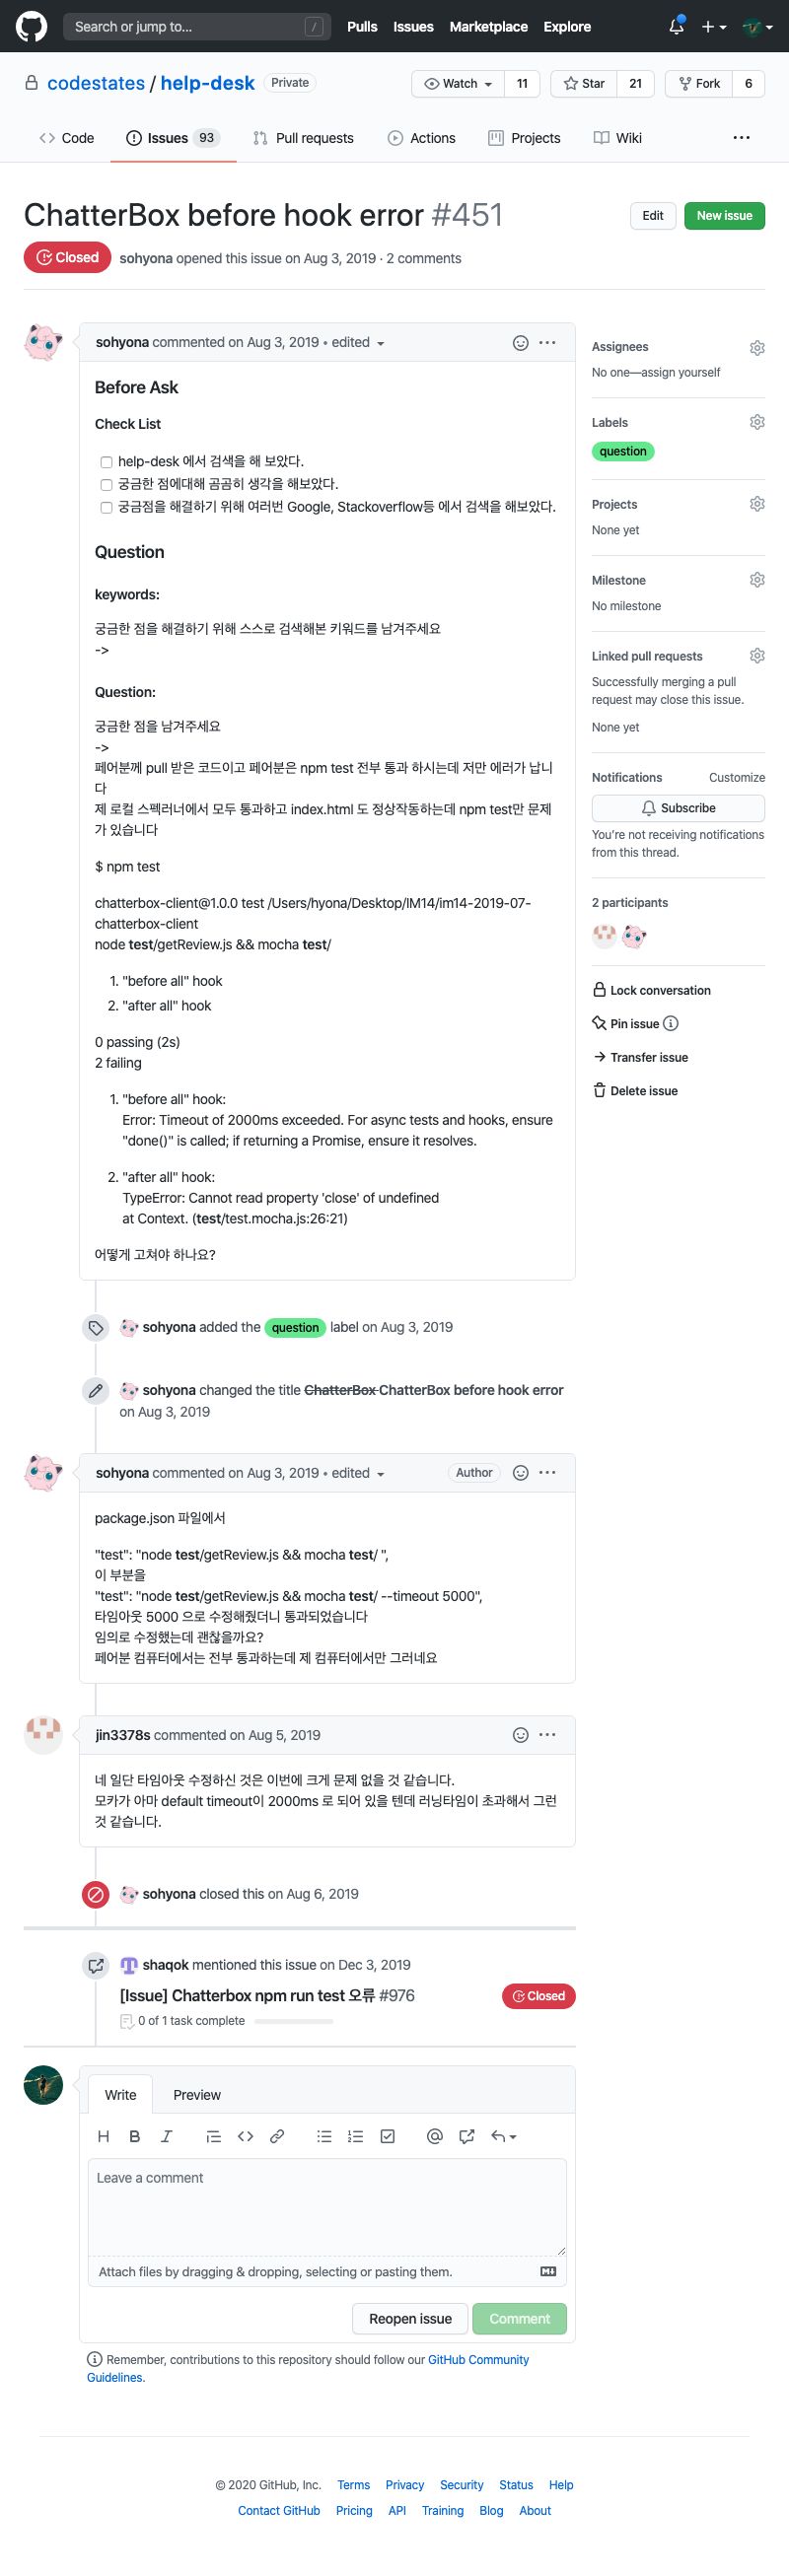 Search or jump to... /
Pulls Issues Marketplace Explore
codestates / help-desk Private
Watch 11 Star 21 Fork 6
Code Issues 93 Pull requests Actions Projects Wiki ...
ChatterBox before hook error #451
Edit New issue
Closed sohyona opened this issue on Aug 3, 2019 · 2 comments
sohyona commented on Aug 3, 2019 • edited
Before Ask
Check List
help-desk 에서 검색을 해 보았다.
궁금한 점에대해 곰곰히 생각을 해보았다.
궁금점을 해결하기 위해 여러번 Google, Stackoverflow등 에서 검색을 해보았다.
Question
keywords:
궁금한 점을 해결하기 위해 스스로 검색해본 키워드를 남겨주세요
->
Question:
궁금한 점을 남겨주세요
->
페어분께 pull 받은 코드이고 페어분은 npm test 전부 통과 하시는데 저만 에러가 납니
다
제 로컬 스펙러너에서 모두 통과하고 index.html 도 정상작동하는데 npm test만 문제
가 있습니다
$ npm test
chatterbox-client@1.0.0 test /Users/hyona/Desktop/IM14/im14-2019-07-
chatterbox-client
node test/getReview.js && mocha test/
1. "before all" hook
2. "after all" hook
0 passing (2s)
2 failing
1. "before all" hook:
Error: Timeout of 2000ms exceeded. For async tests and hooks, ensure
"done()" is called; if returning a Promise, ensure it resolves.
2. "after all" hook:
TypeError: Cannot read property 'close' of undefined
at Context. (test/test.mocha.js:26:21)
어떻게 고쳐야 하나요?
Assignees
No one—assign yourself
Labels
question
Projects
None yet
Milestone
No milestone
Linked pull requests
Successfully merging a pull
request may close this issue.
None yet
Notifications Customize
Subscribe
You're not receiving notifications
from this thread.
2 participants
Lock conversation
Pin issue
Transfer issue
Delete issue
sohyona added the question label on Aug 3, 2019
sohyona changed the title ChatterBox ChatterBox before hook error
on Aug 3, 2019
sohyona commented on Aug 3, 2019 • edited Author
package.json 파일에서
"test": "node test/getReview.js && mocha test/ ",
이 부분을
"test": "node test/getReview.js && mocha test/ --timeout 5000",
타임아웃 5000 으로 수정해줬더니 통과되었습니다
임의로 수정했는데 괜찮을까요?
페어분 컴퓨터에서는 전부 통과하는데 제 컴퓨터에서만 그러네요
jin3378s commented on Aug 5, 2019
네 일단 타임아웃 수정하신 것은 이번에 크게 문제 없을 것 같습니다.
모카가 아마 default timeout이 2000ms 로 되어 있을 텐데 러닝타임이 초과해서 그런
것 같습니다.
sohyona closed this on Aug 6, 2019
shaqok mentioned this issue on Dec 3, 2019
[Issue] Chatterbox npm run test 오류 #976 Closed
0 of 1 task complete
Write Preview
Leave a comment
Attach files by dragging & dropping, selecting or pasting them.
Reopen issue Comment
Remember, contributions to this repository should follow our GitHub Community
Guidelines.
© 2020 GitHub, Inc. Terms Privacy Security Status Help
Contact GitHub Pricing API Training Blog About